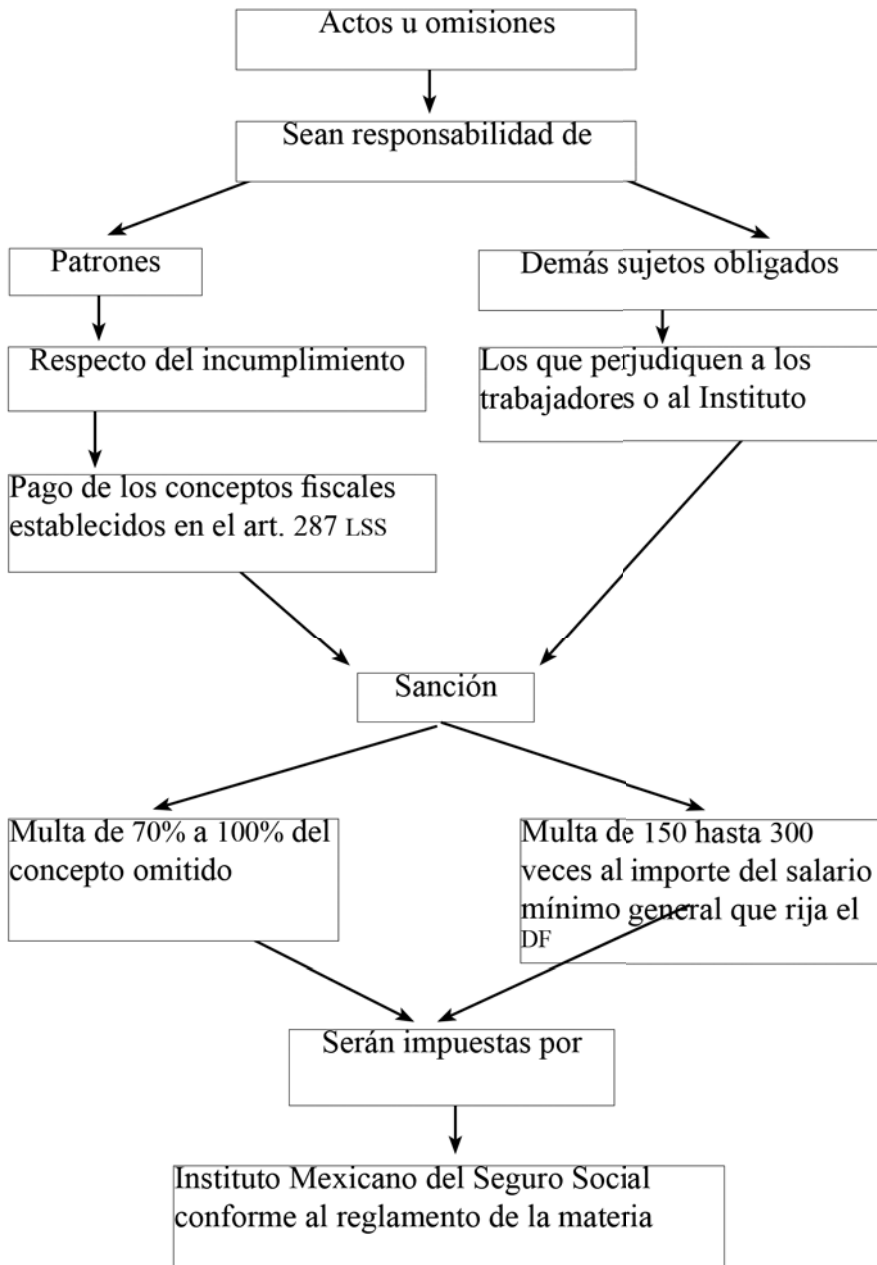 Actos u omisiones
Sean responsabilidad de
Patrones
Demás sujetos obligados
Respecto del incumplimiento
Los que perjudiquen a los
trabajadores o al Instituto
Pago de los conceptos fiscales
establecidos en el art. 287 LSS
Sanción
Multa de 70% a 100% del
concepto omitido
Multa de 150 hasta 300
veces al importe del salario
mínimo general que rija el
DF
Serán impuestas por
Instituto Mexicano del Seguro Social
conforme al reglamento de la materia